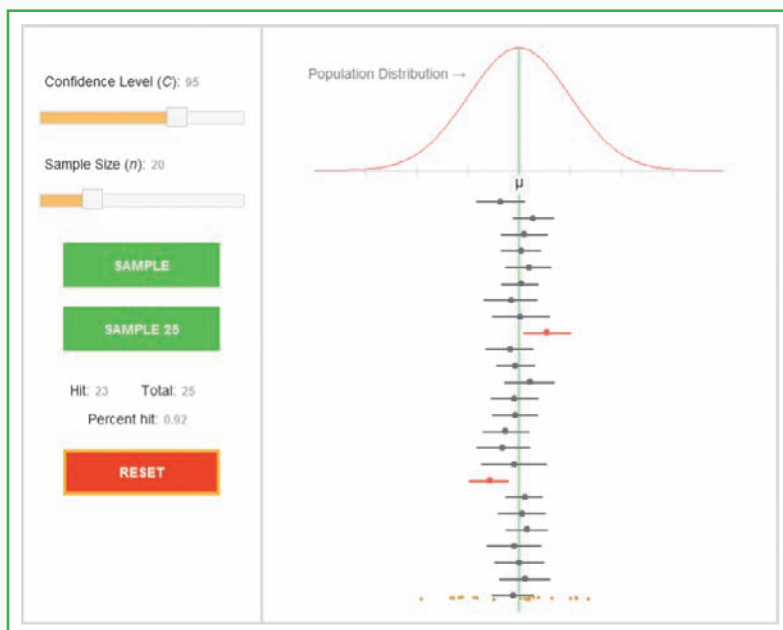 Confidence Level (C): 95
Sample Size (n): 20
SAMPLE
SAMPLE 25
Hit: 23 Total: 25
Percent hit: 0.92
RESET
Population Distribution →
μ